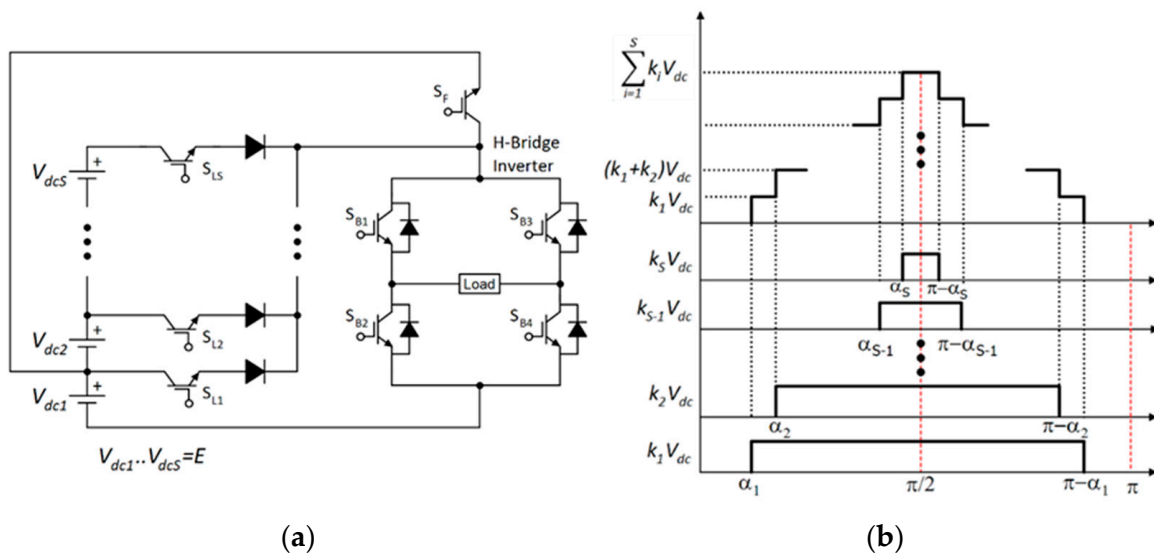 S_F
H-Bridge
Inverter
V_dcS
+
S_LS
S_B1
S_B3
Load
S_B2
S_B4
V_dc2
+
S_L2
V_dc1
+
S_L1
V_dc1..V_dcS=E
(a)
∑_{i=1}^{S} k_i V_dc
(k_1+k_2)V_dc
k_1V_dc
k_SV_dc
α_S
π−α_S
k_{S-1}V_dc
α_{S-1}
π−α_{S-1}
k_2V_dc
α_2
π−α_2
k_1V_dc
α_1
π/2
π−α_1
π
(b)